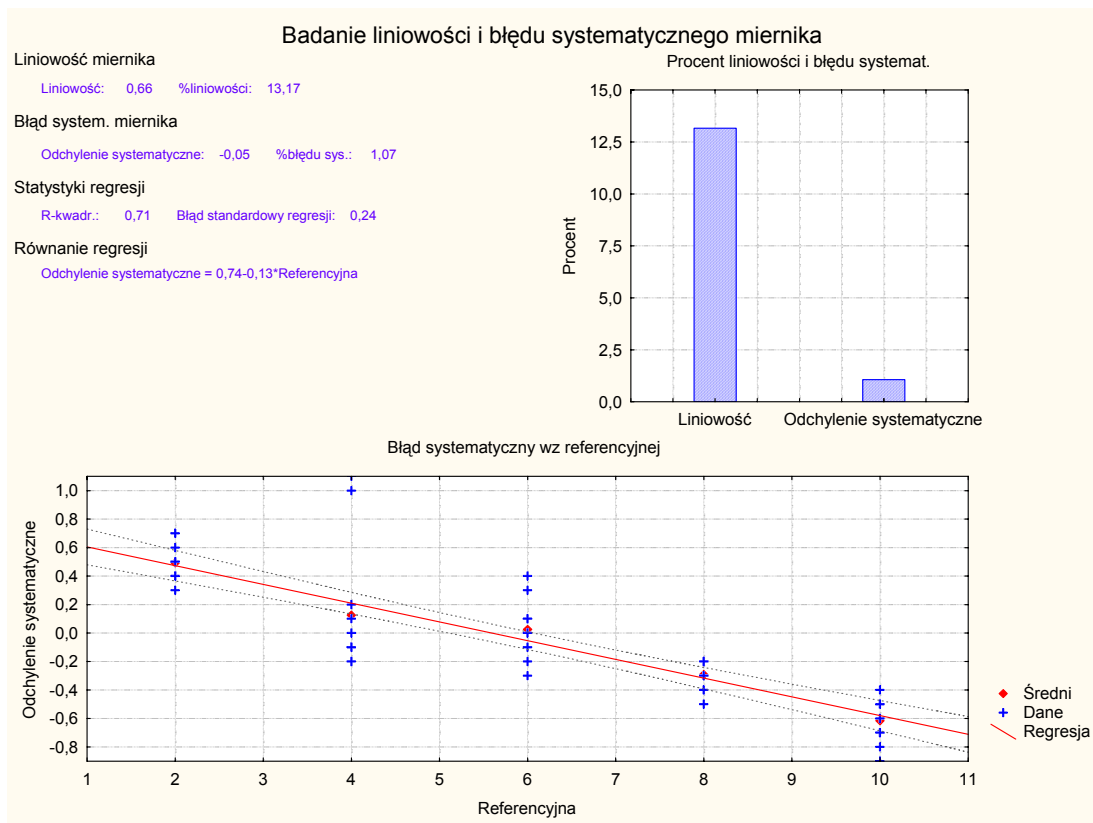 Badanie liniowości i błędu systematycznego miernika
Liniowość miernika
Liniowość: 0,66 %liniowości: 13,17
Błąd system. miernika
Odchylenie systematyczne: -0,05 %błędu sys.: 1,07
Statystyki regresji
R-kwadr.: 0,71 Błąd standardowy regresji: 0,24
Równanie regresji
Odchylenie systematyczne = 0,74-0,13*Referencyjna
Procent liniowości i błędu systemat.
Procent
15,0
12,5
10,0
7,5
5,0
2,5
0,0
Liniowość Odchylenie systematyczne
Błąd systematyczny wz referencyjnej
Odchylenie systematyczne
1,0
0,8
0,6
0,4
0,2
0,0
-0,2
-0,4
-0,6
-0,8
1 2 3 4 5 6 7 8 9 10 11
Referencyjna
Średni
Dane
Regresja